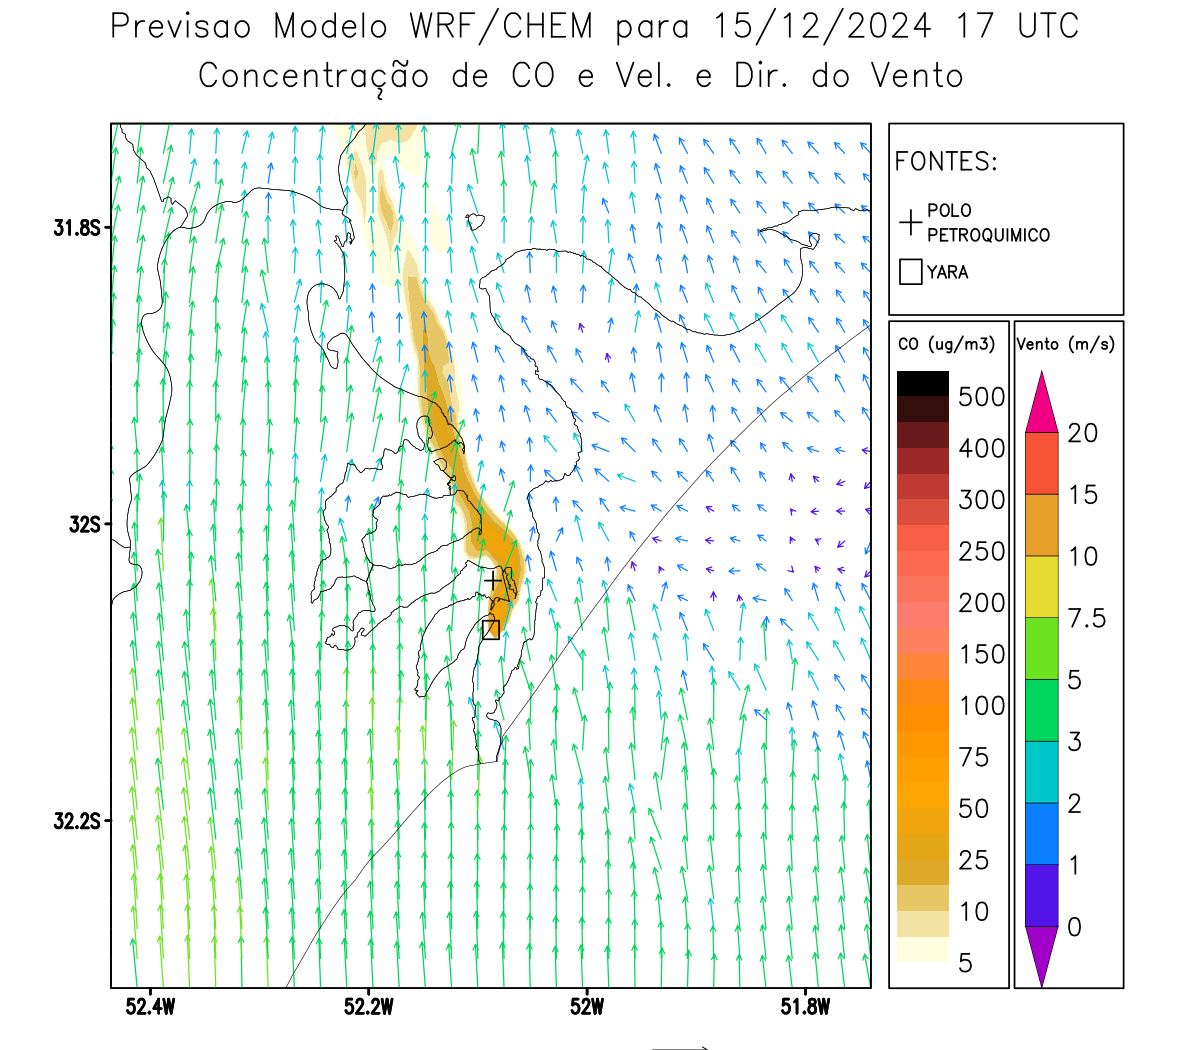 Previsao Modelo WRF/CHEM para 15/12/2024 17 UTC
Concentração de CO e Vel. e Dir. do Vento
FONTES:
POLO
PETROQUIMICO
YARA
CO (ug/m3)
500
400
300
250
200
150
100
75
50
25
10
5
Vento (m/s)
20
15
10
7.5
5
3
2
1
0
31.8S
32S
32.2S
52.4W
52.2W
52W
51.8W